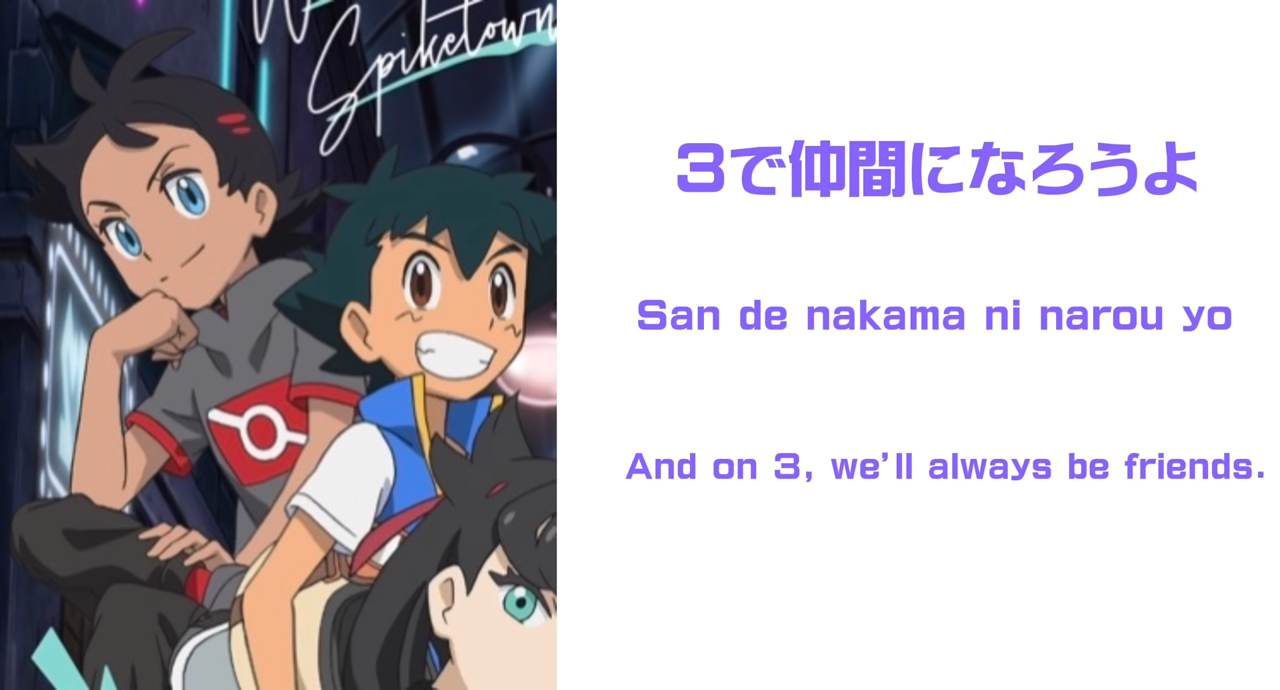 Spiketown
3で仲間になろうよ
San de nakama ni narou yo
And on 3, we'll always be friends.